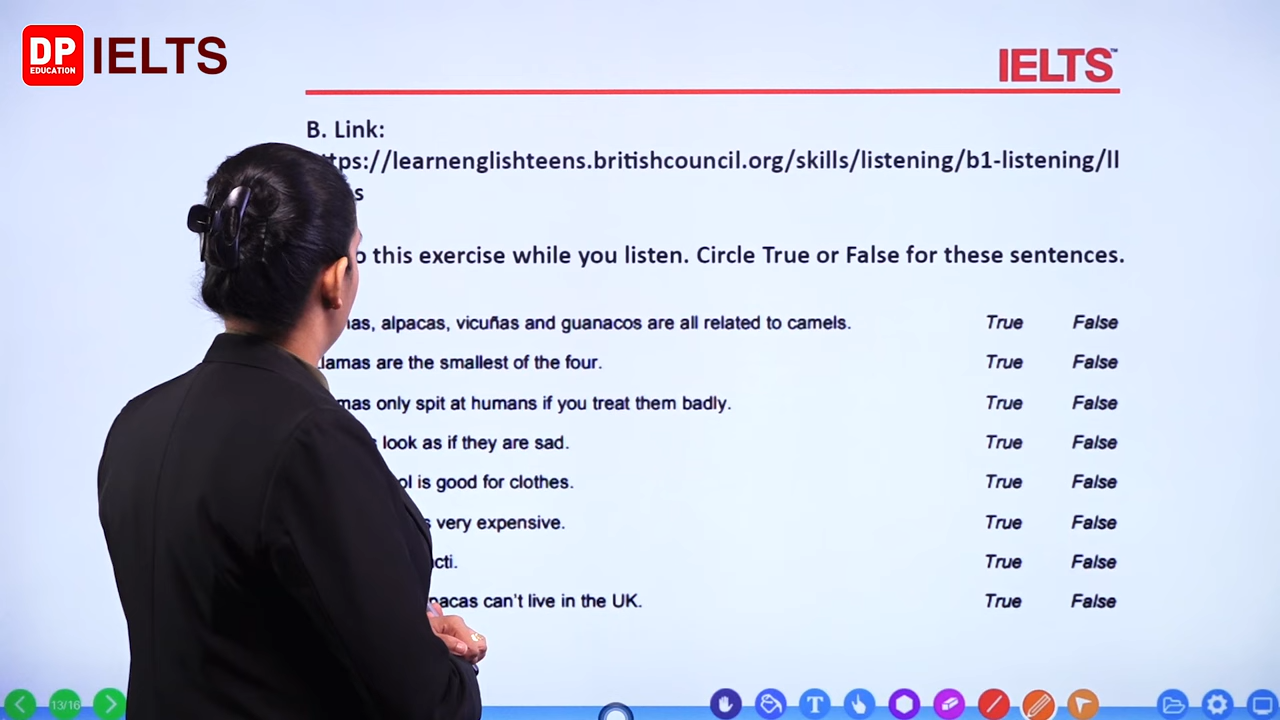 DP
EDUCATION
IELTS
IELTS™
B. Link:
ttps://learnenglishteens.britishcouncil.org/skills/listening/b1-listening/ll
s
o this exercise while you listen. Circle True or False for these sentences.
as, alpacas, vicuñas and guanacos are all related to camels. True False
lamas are the smallest of the four. True False
mas only spit at humans if you treat them badly. True False
look as if they are sad. True False
ol is good for clothes. True False
s very expensive. True False
cti. True False
pacas can't live in the UK. True False
13/16
T